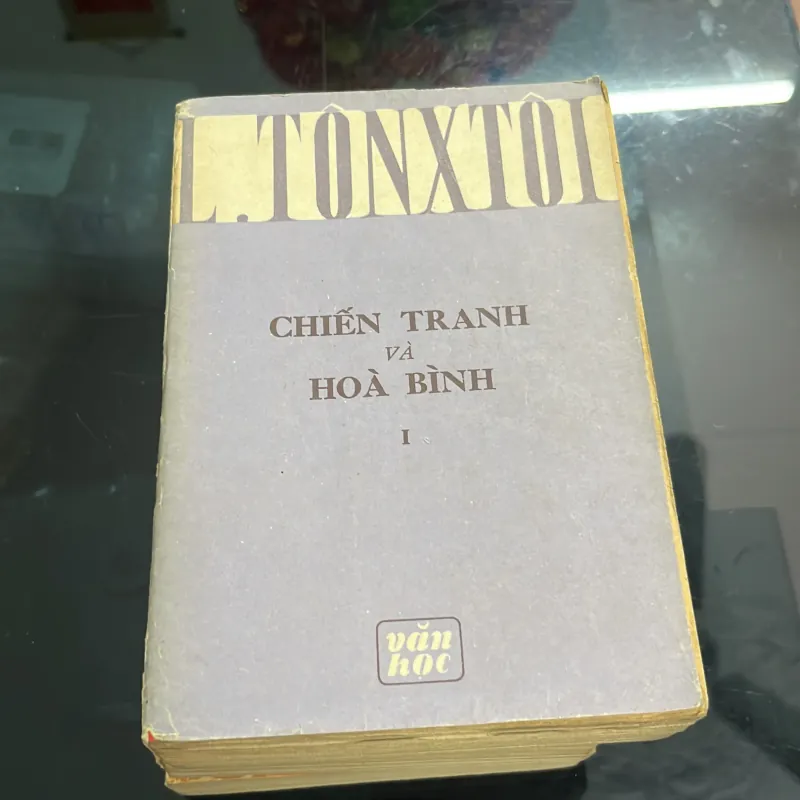 L.TÔNXTÔI
CHIẾN TRANH
VÀ
HOÀ BÌNH
I
văn
học